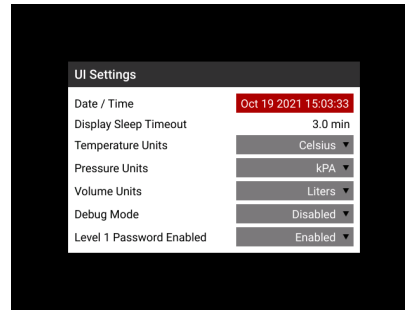 UI Settings
Date / Time Oct 19 2021 15:03:33
Display Sleep Timeout 3.0 min
Temperature Units Celsius
Pressure Units kPA
Volume Units Liters
Debug Mode Disabled
Level 1 Password Enabled Enabled